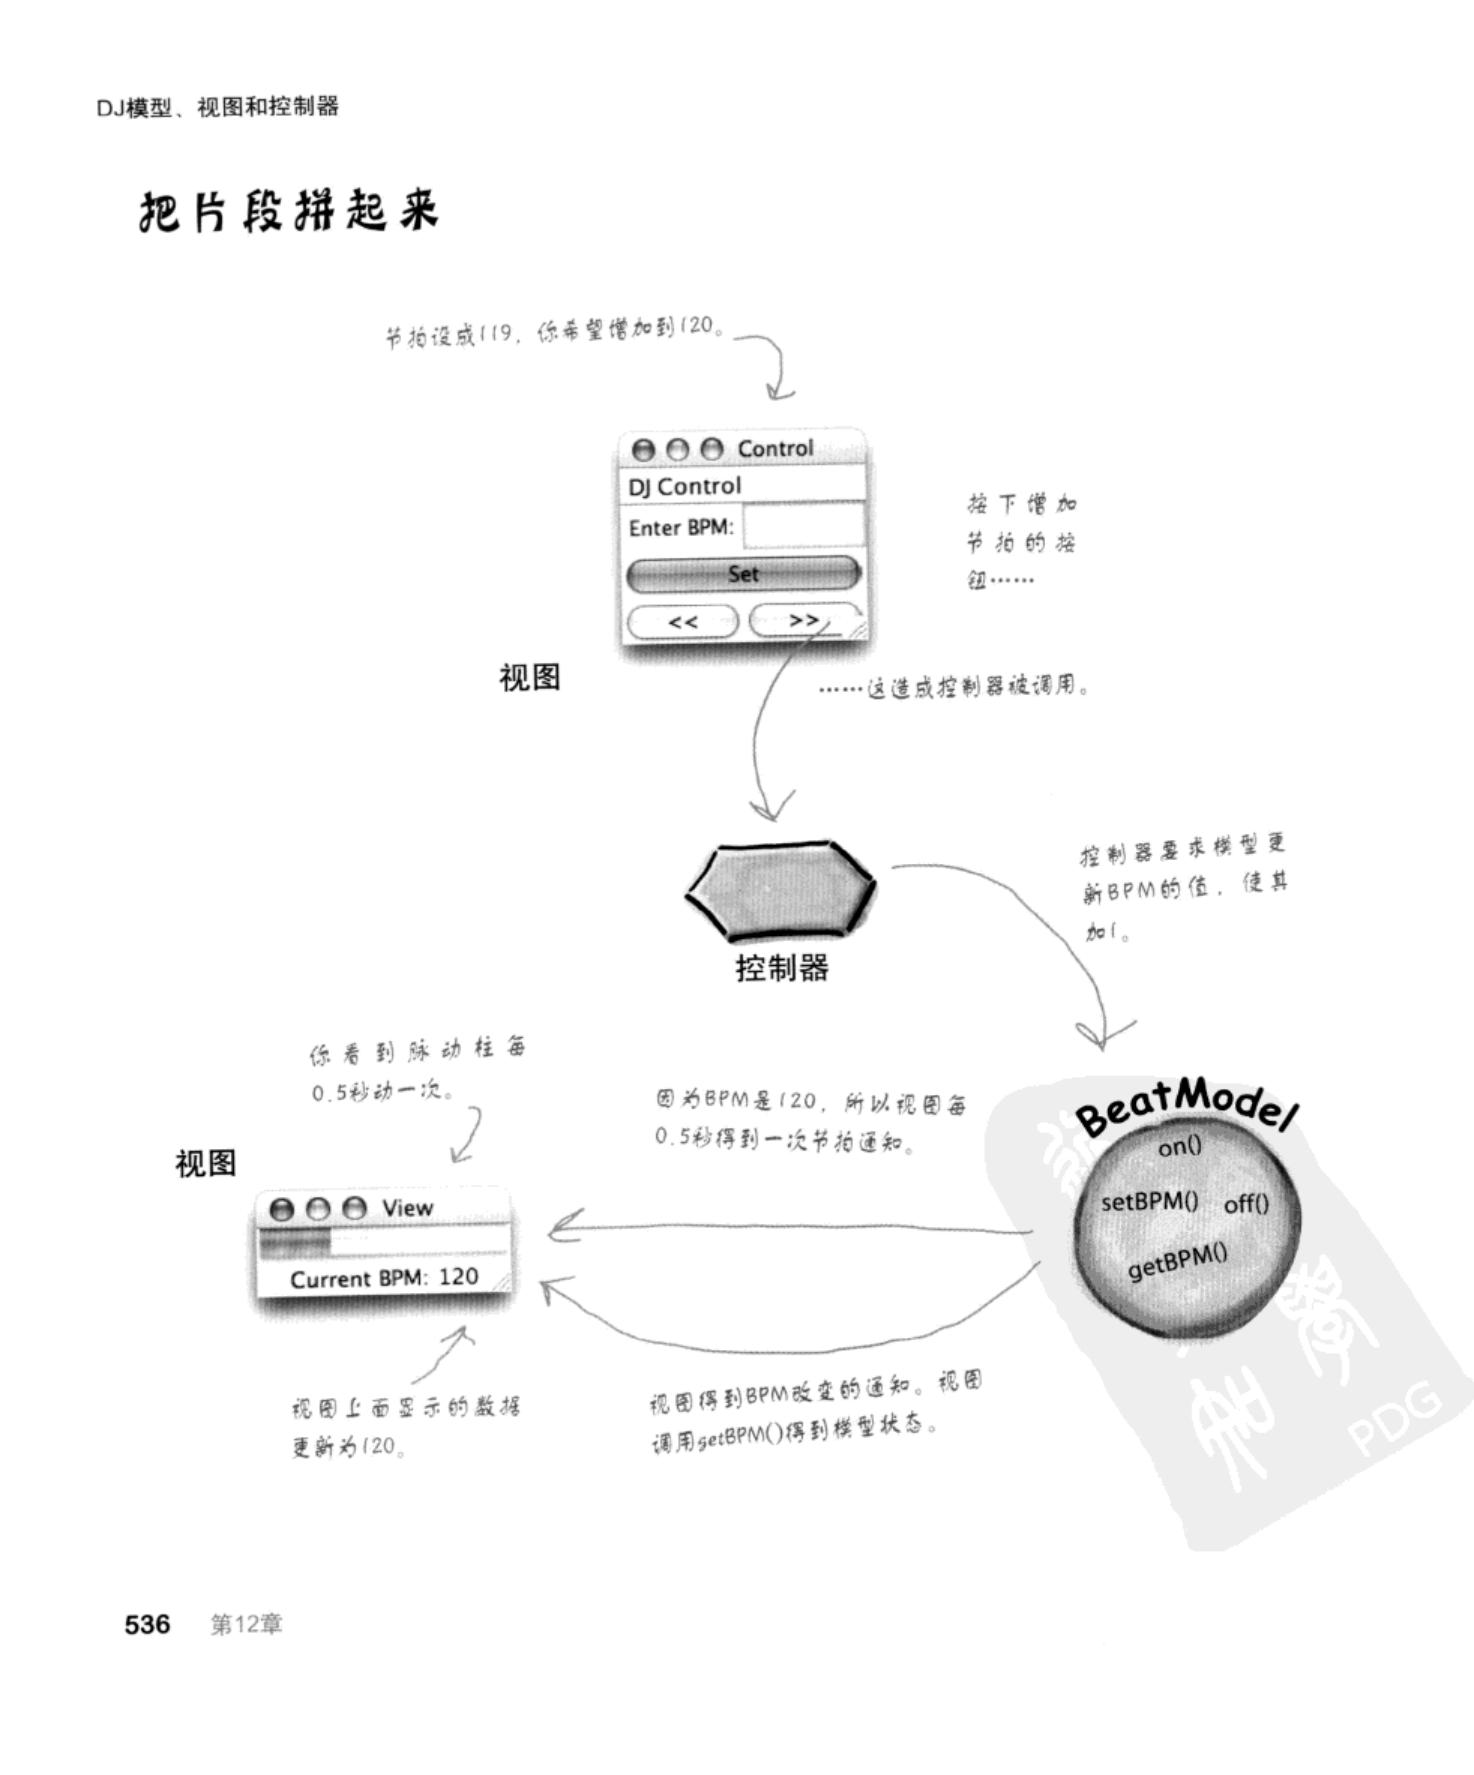 DJ模型、视图和控制器
把片段拼起来
节拍设成119，你希望增加到120。
Control
DJ Control
Enter BPM:
Set
<< >>
按下增加
节拍的按
钮……
视图
……这造成控制器被调用。
控制器要求模型更
新BPM的值，使其
加1。
控制器
你看到脉动柱每
0.5秒动一次。
因为BPM是120，所以视图每
0.5秒得到一次节拍通知。
BeatModel
on()
setBPM() off()
getBPM()
视图
View
Current BPM: 120
视图上面显示的数据
更新为120。
视图得到BPM改变的通知。视图
调用getBPM()得到模型状态。
PDG
536 第12章